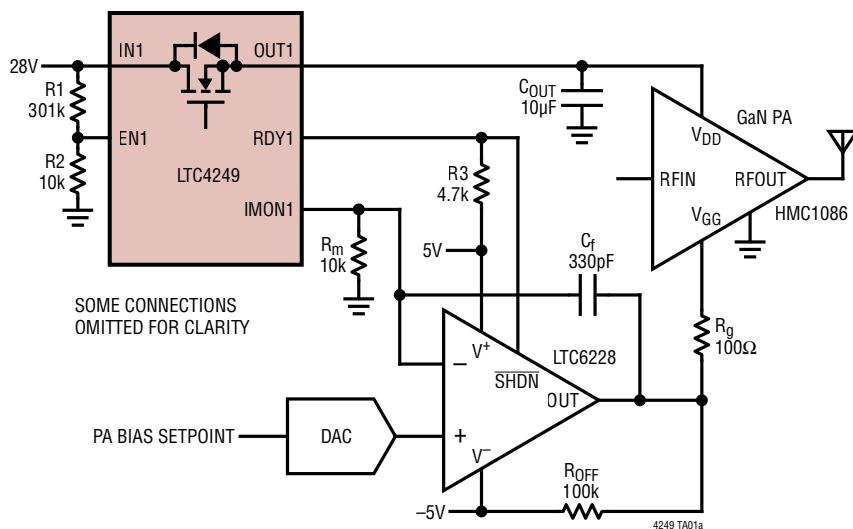 IN1
OUT1
28V
R1
301k
EN1
RDY1
R2
10k
LTC4249
IMON1
COUT
10µF
GaN PA
VDD
RFIN
RFOUT
VGG
HMC1086
R3
4.7k
Rm
10k
5V
Cf
330pF
Rg
100Ω
SOME CONNECTIONS
OMITTED FOR CLARITY
V+
LTC6228
–
SHDN
OUT
PA BIAS SETPOINT
DAC
+
V–
–5V
ROFF
100k
4249 TA01a